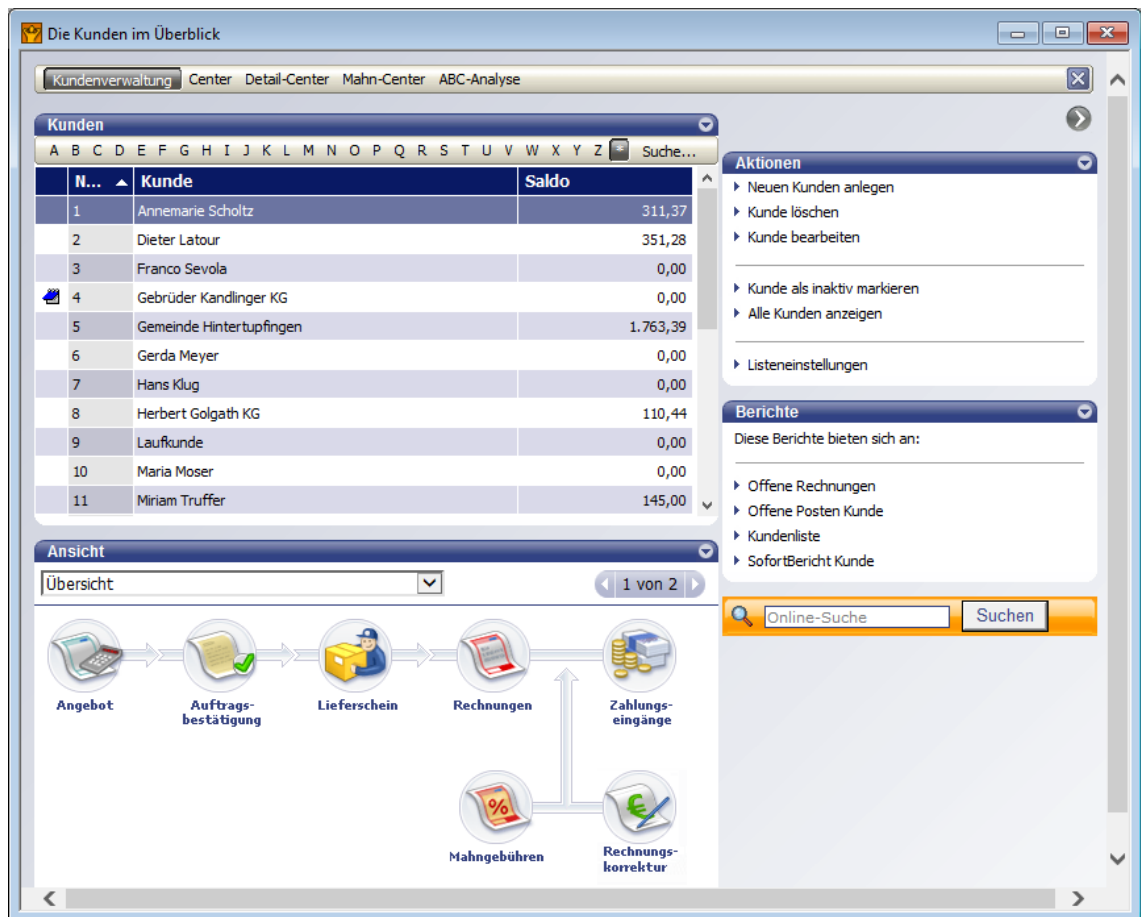 Die Kunden im Überblick
Kundenverwaltung Center Detail-Center Mahn-Center ABC-Analyse
Kunden
A B C D E F G H I J K L M N O P Q R S T U V W X Y Z * Suche...
N... Kunde Saldo
1 Annemarie Scholtz 311,37
2 Dieter Latour 351,28
3 Franco Sevola 0,00
4 Gebrüder Kandlinger KG 0,00
5 Gemeinde Hintertupfingen 1.763,39
6 Gerda Meyer 0,00
7 Hans Klug 0,00
8 Herbert Golgath KG 110,44
9 Laufkunde 0,00
10 Maria Moser 0,00
11 Miriam Truffer 145,00
Ansicht
Übersicht 1 von 2
Angebot
Auftrags-
bestätigung
Lieferschein
Rechnungen
Zahlungs-
eingänge
%
Mahngebühren
€
Rechnungs-
korrektur
Aktionen
Neuen Kunden anlegen
Kunde löschen
Kunde bearbeiten
Kunde als inaktiv markieren
Alle Kunden anzeigen
Listeneinstellungen
Berichte
Diese Berichte bieten sich an:
Offene Rechnungen
Offene Posten Kunde
Kundenliste
SofortBericht Kunde
Online-Suche Suchen